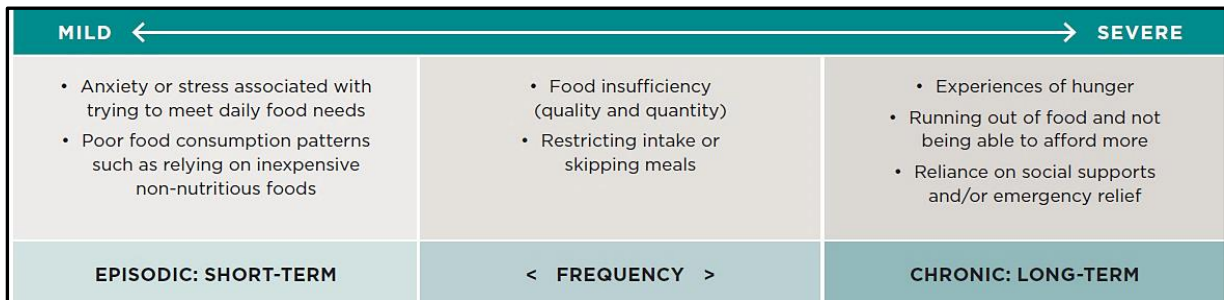 MILD SEVERE
• Anxiety or stress associated with
trying to meet daily food needs
• Poor food consumption patterns
such as relying on inexpensive
non-nutritious foods
• Food insufficiency
(quality and quantity)
• Restricting intake or
skipping meals
• Experiences of hunger
• Running out of food and not
being able to afford more
• Reliance on social supports
and/or emergency relief
EPISODIC: SHORT-TERM
< FREQUENCY >
CHRONIC: LONG-TERM